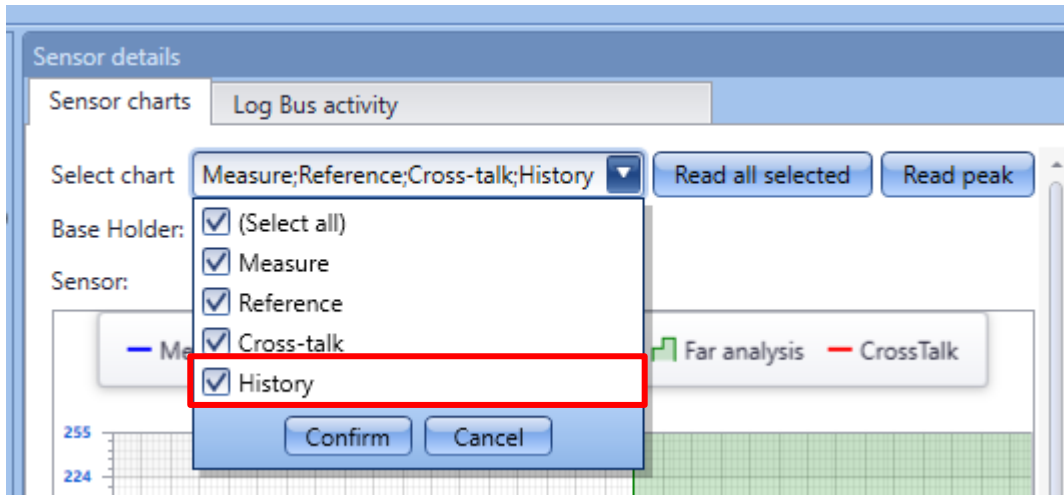 Sensor details
Sensor charts Log Bus activity
Select chart Measure;Reference;Cross-talk;History Read all selected Read peak
Base Holder:
(Select all)
Measure
Sensor:
Reference
Cross-talk
Far analysis CrossTalk
History
Confirm Cancel
255
224